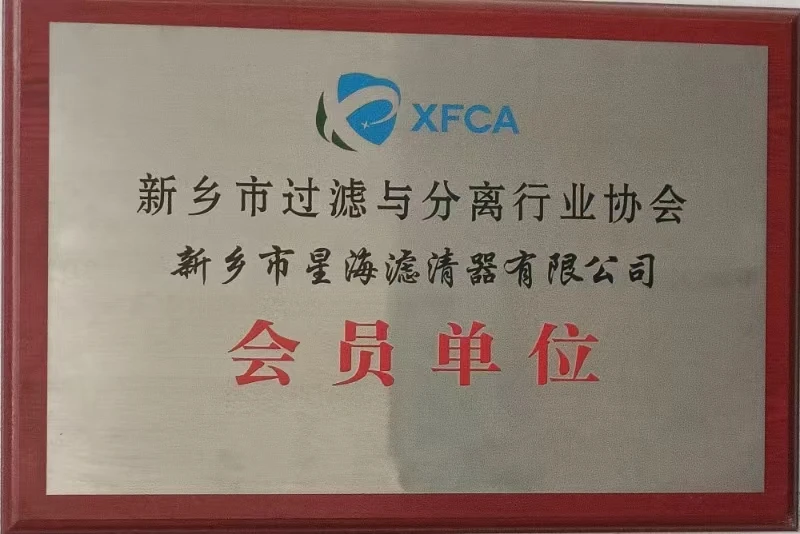 XFCA
新乡市过滤与分离行业协会
新乡市星海滤清器有限公司
会员单位